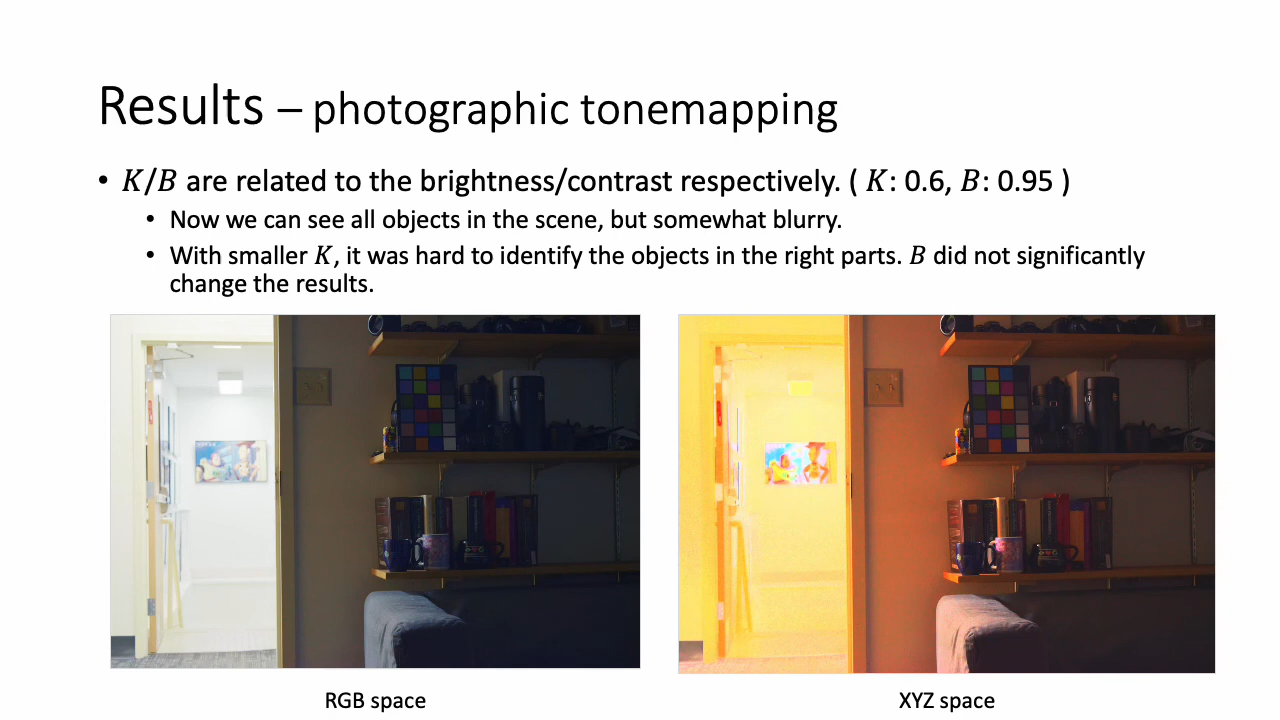 Results – photographic tonemapping
• K/B are related to the brightness/contrast respectively. ( K: 0.6, B: 0.95 )
• Now we can see all objects in the scene, but somewhat blurry.
• With smaller K, it was hard to identify the objects in the right parts. B did not significantly
change the results.
RGB space
XYZ space